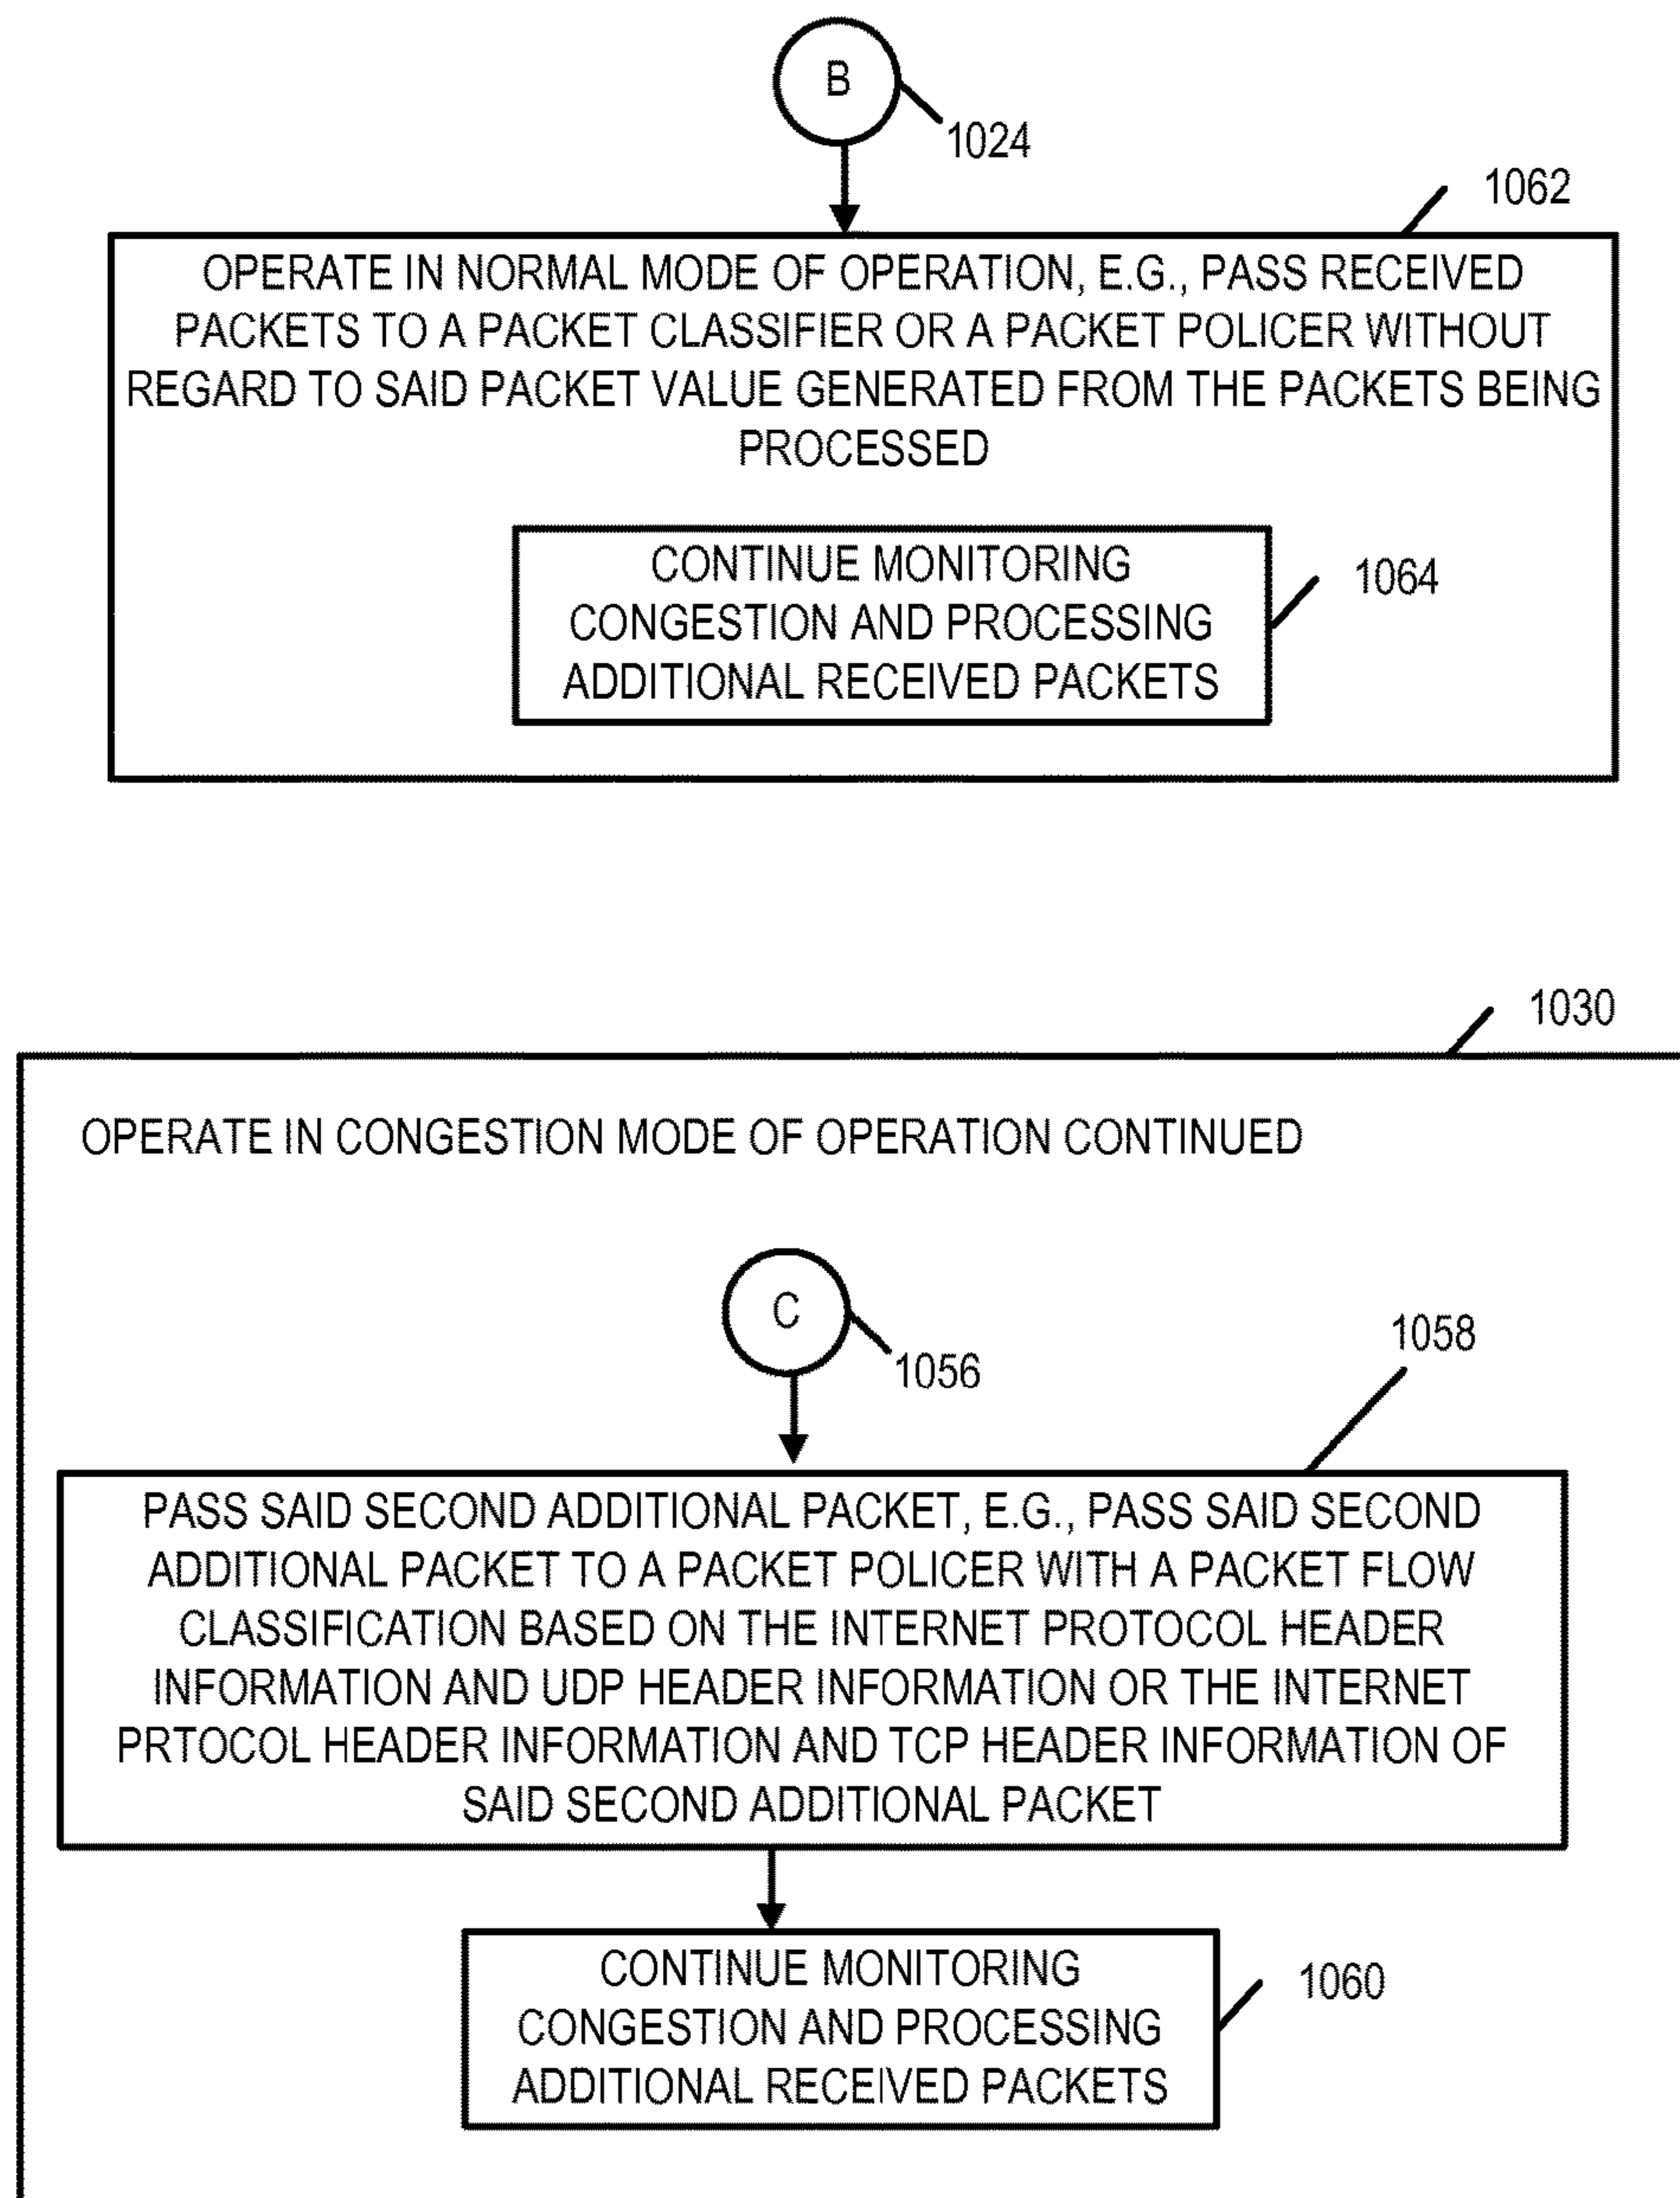 B
1024
1062
OPERATE IN NORMAL MODE OF OPERATION, E.G., PASS RECEIVED
PACKETS TO A PACKET CLASSIFIER OR A PACKET POLICER WITHOUT
REGARD TO SAID PACKET VALUE GENERATED FROM THE PACKETS BEING
PROCESSED
CONTINUE MONITORING
CONGESTION AND PROCESSING
ADDITIONAL RECEIVED PACKETS
1064
1030
OPERATE IN CONGESTION MODE OF OPERATION CONTINUED
C
1056
1058
PASS SAID SECOND ADDITIONAL PACKET, E.G., PASS SAID SECOND
ADDITIONAL PACKET TO A PACKET POLICER WITH A PACKET FLOW
CLASSIFICATION BASED ON THE INTERNET PROTOCOL HEADER
INFORMATION AND UDP HEADER INFORMATION OR THE INTERNET
PRTOCOL HEADER INFORMATION AND TCP HEADER INFORMATION OF
SAID SECOND ADDITIONAL PACKET
CONTINUE MONITORING
CONGESTION AND PROCESSING
ADDITIONAL RECEIVED PACKETS
1060